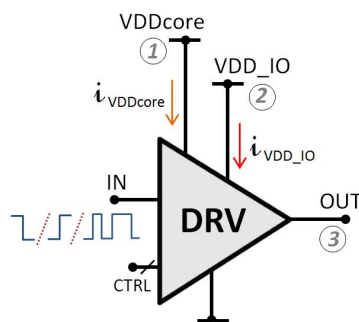 VDDcore
1
VDD_IO
2
i VDDcore
i VDD_IO
IN
DRV
OUT
3
CTRL